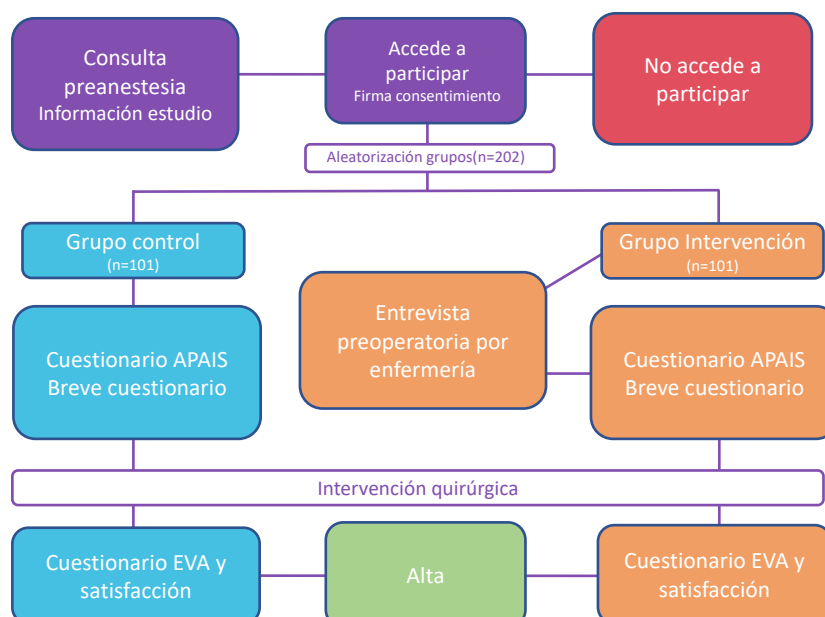 Consulta
preanestesia
Información estudio
Accede a
participar
Firma consentimiento
No accede a
participar
Aleatorización grupos(n=202)
Grupo control
(n=101)
Grupo Intervención
(n=101)
Entrevista
preoperatoria por
enfermería
Cuestionario APAIS
Breve cuestionario
Cuestionario APAIS
Breve cuestionario
Intervención quirúrgica
Cuestionario EVA y
satisfacción
Alta
Cuestionario EVA y
satisfacción